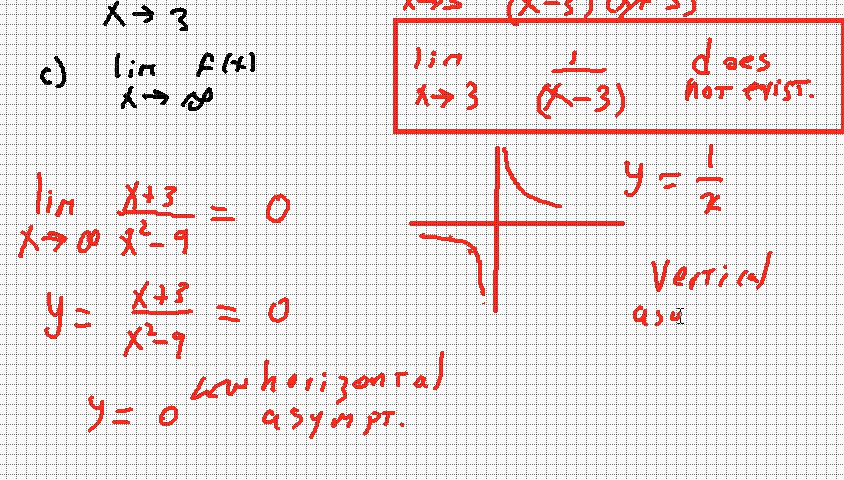 x → 3
c) lim f(x)
x → ∞
lim x+3 / x²-9 = 0
x → ∞
y = x+3 / x²-9 = 0
y = 0 ← horizontal
asympt.
lim 1 / (x-3) does
x → 3 not exist.
y = 1 / x
Vertical
asy